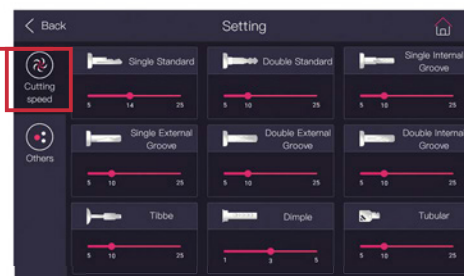 Back
Setting
Cutting
speed
Others
Single Standard
5 14 25
Double Standard
5 10 25
Single Internal
Groove
5 10 25
Single External
Groove
5 10 25
Double External
Groove
5 10 25
Double Internal
Groove
5 10 25
Tibbe
5 10 25
Dimple
1 3 5
Tubular
5 10 25